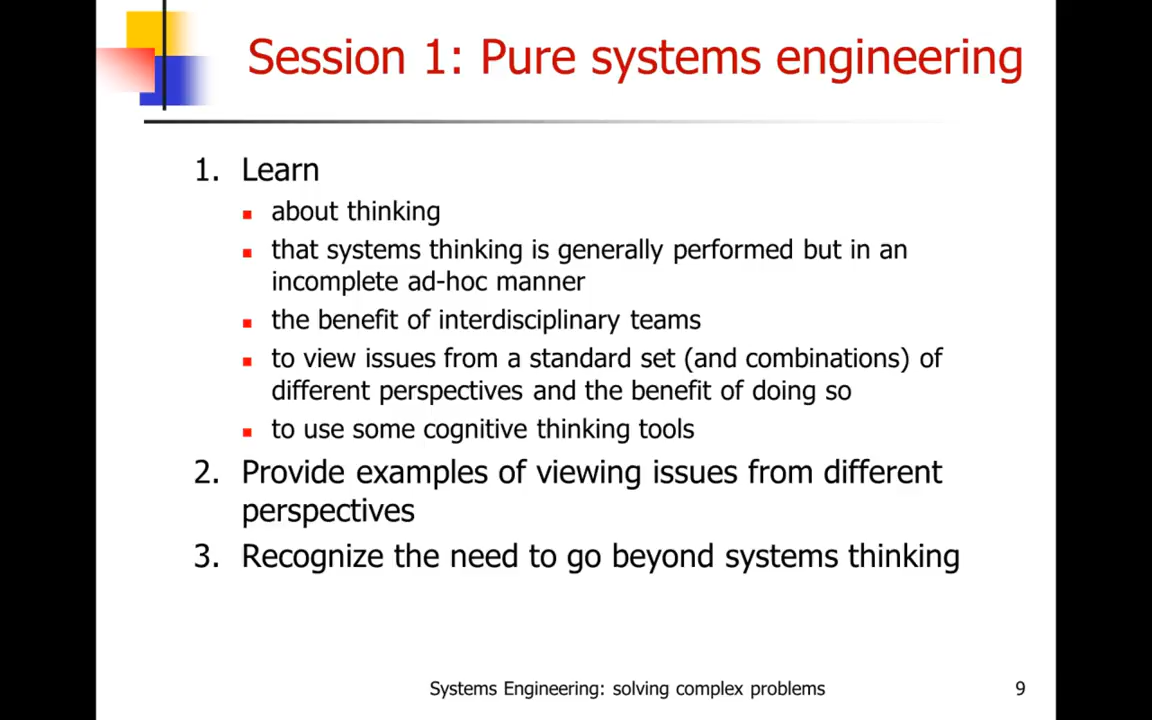 Session 1: Pure systems engineering
1. Learn
about thinking
that systems thinking is generally performed but in an
incomplete ad-hoc manner
the benefit of interdisciplinary teams
to view issues from a standard set (and combinations) of
different perspectives and the benefit of doing so
to use some cognitive thinking tools
2. Provide examples of viewing issues from different
perspectives
3. Recognize the need to go beyond systems thinking
Systems Engineering: solving complex problems 9